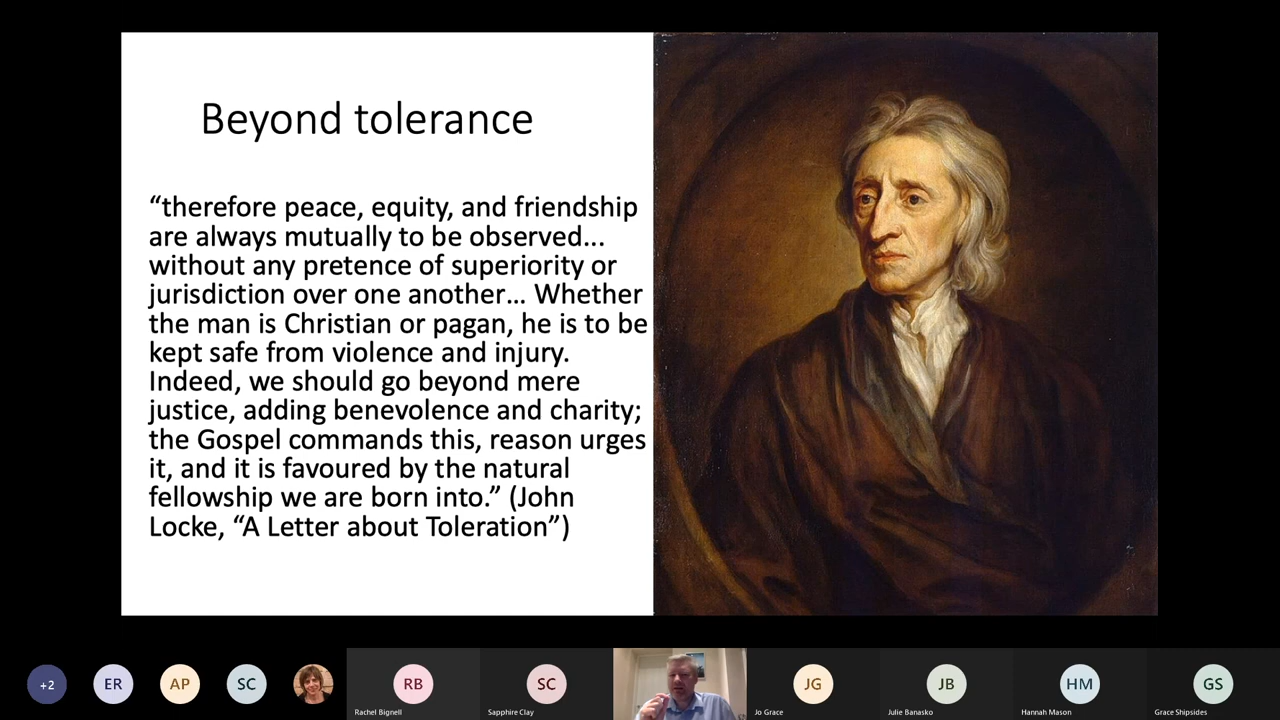 Beyond tolerance
“therefore peace, equity, and friendship
are always mutually to be observed...
without any pretence of superiority or
jurisdiction over one another… Whether
the man is Christian or pagan, he is to be
kept safe from violence and injury.
Indeed, we should go beyond mere
justice, adding benevolence and charity;
the Gospel commands this, reason urges
it, and it is favoured by the natural
fellowship we are born into.” (John
Locke, “A Letter about Toleration”)
+2
ER
AP
SC
RB
Rachel Bignell
SC
Sapphire Clay
JG
Jo Grace
JB
Julie Banasko
HM
Hannah Mason
GS
Grace Shipsides